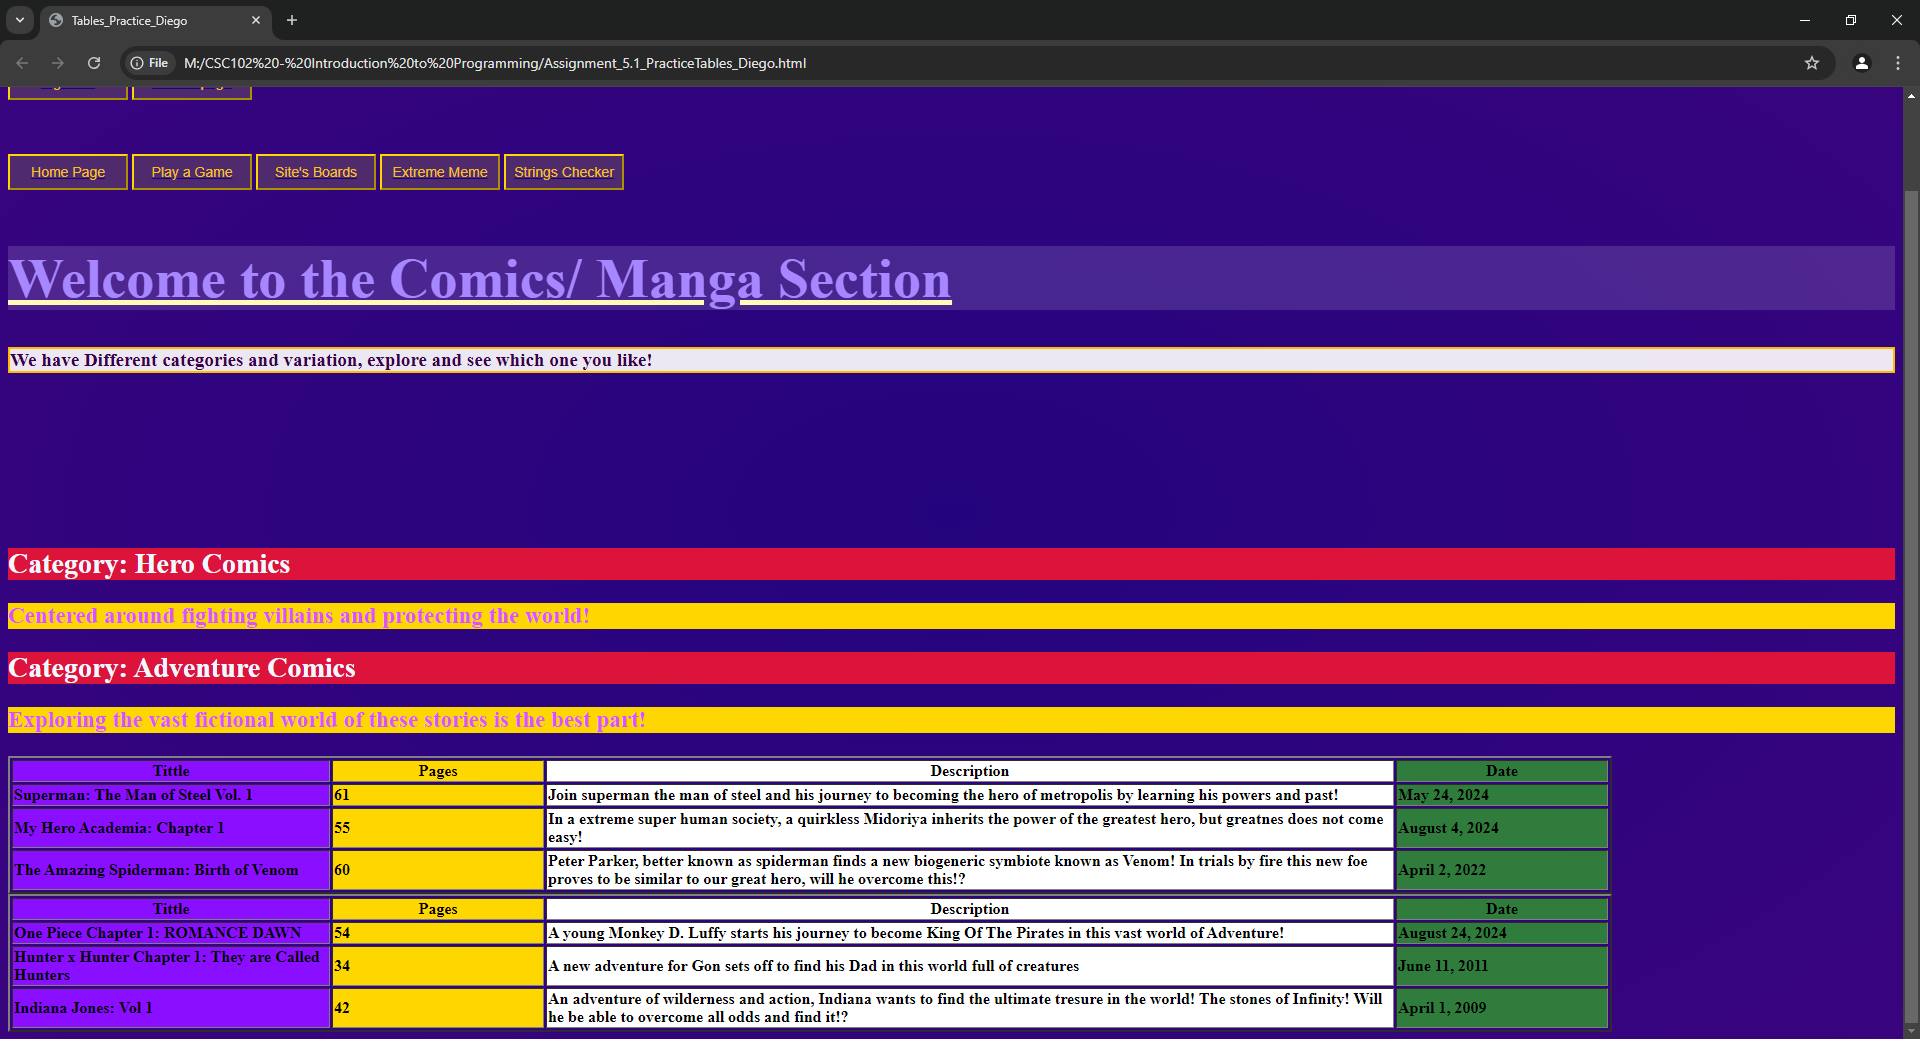 Tables_Practice_Diego
File
M:/CSC102%20-%20Introduction%20to%20Programming/Assignment_5.1_PracticeTables_Diego.html
Home Page
Play a Game
Site's Boards
Extreme Meme
Strings Checker
Welcome to the Comics/ Manga Section
We have Different categories and variation, explore and see which one you like!
Category: Hero Comics
Centered around fighting villains and protecting the world!
Category: Adventure Comics
Exploring the vast fictional world of these stories is the best part!
Tittle Pages Description Date
Superman: The Man of Steel Vol. 1 61 Join superman the man of steel and his journey to becoming the hero of metropolis by learning his powers and past! May 24, 2024
My Hero Academia: Chapter 1 55 In a extreme super human society, a quirkless Midoriya inherits the power of the greatest hero, but greatnes does not come
easy! August 4, 2024
The Amazing Spiderman: Birth of Venom 60 Peter Parker, better known as spiderman finds a new biogeneric symbiote known as Venom! In trials by fire this new foe
proves to be similar to our great hero, will he overcome this!? April 2, 2022
Tittle Pages Description Date
One Piece Chapter 1: ROMANCE DAWN 54 A young Monkey D. Luffy starts his journey to become King Of The Pirates in this vast world of Adventure! August 24, 2024
Hunter x Hunter Chapter 1: They are Called
Hunters 34 A new adventure for Gon sets off to find his Dad in this world full of creatures June 11, 2011
Indiana Jones: Vol 1 42 An adventure of wilderness and action, Indiana wants to find the ultimate tresure in the world! The stones of Infinity! Will
he be able to overcome all odds and find it!? April 1, 2009